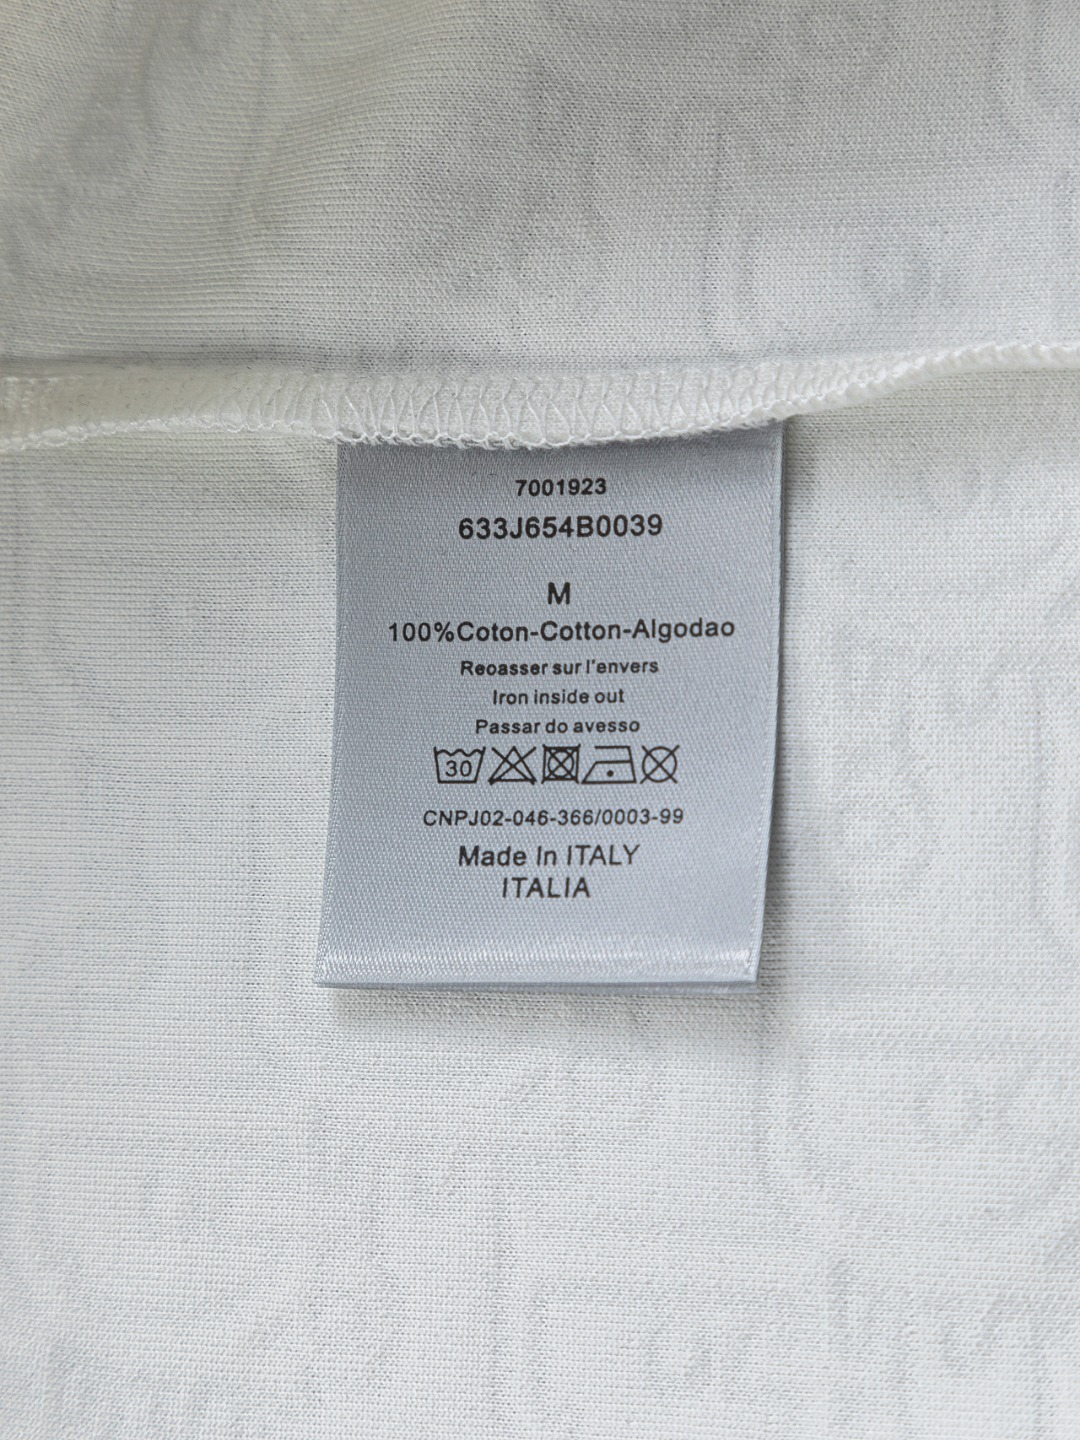 7001923
633J654B0039
M
100%Coton-Cotton-Algodao
Reoasser sur l'envers
Iron inside out
Passar do avesso
30
CNPJ02-046-366/0003-99
Made In ITALY
ITALIA